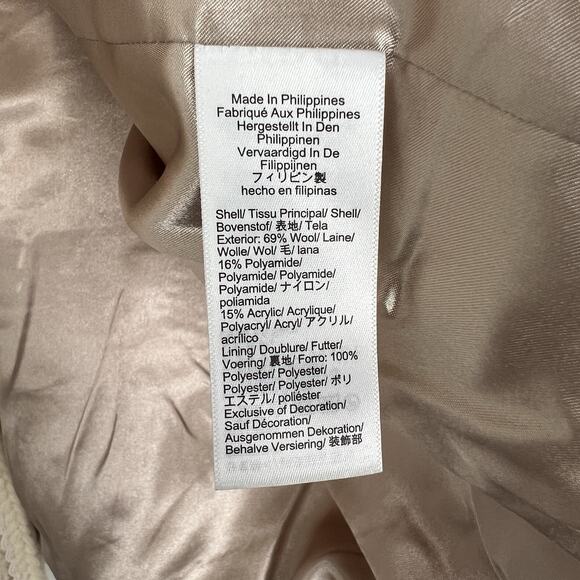 Made In Philippines
Fabriqué Aux Philippines
Hergestellt In Den
Philippinen
Vervaardigd In De
Filippijnen
フィリピン製
hecho en filipinas
Shell/ Tissu Principal/ Shell/
Bovenstof/ 表地/ Tela
Exterior: 69% Wool/ Laine/
Wolle/ Wol/ 毛/ lana
16% Polyamide/
Polyamide/ Polyamide/
Polyamide/ ナイロン/
poliamida
15% Acrylic/ Acrylique/
Polyacryl/ Acryl/ アクリル/
acrílico
Lining/ Doublure/ Futter/
Voering/ 裏地/ Forro: 100%
Polyester/ Polyester/
Polyester/ Polyester/ ポリ
エステル/ poliéster
Exclusive of Decoration/
Sauf Décoration/
Ausgenommen Dekoration/
Behalve Versiering/ 装飾部